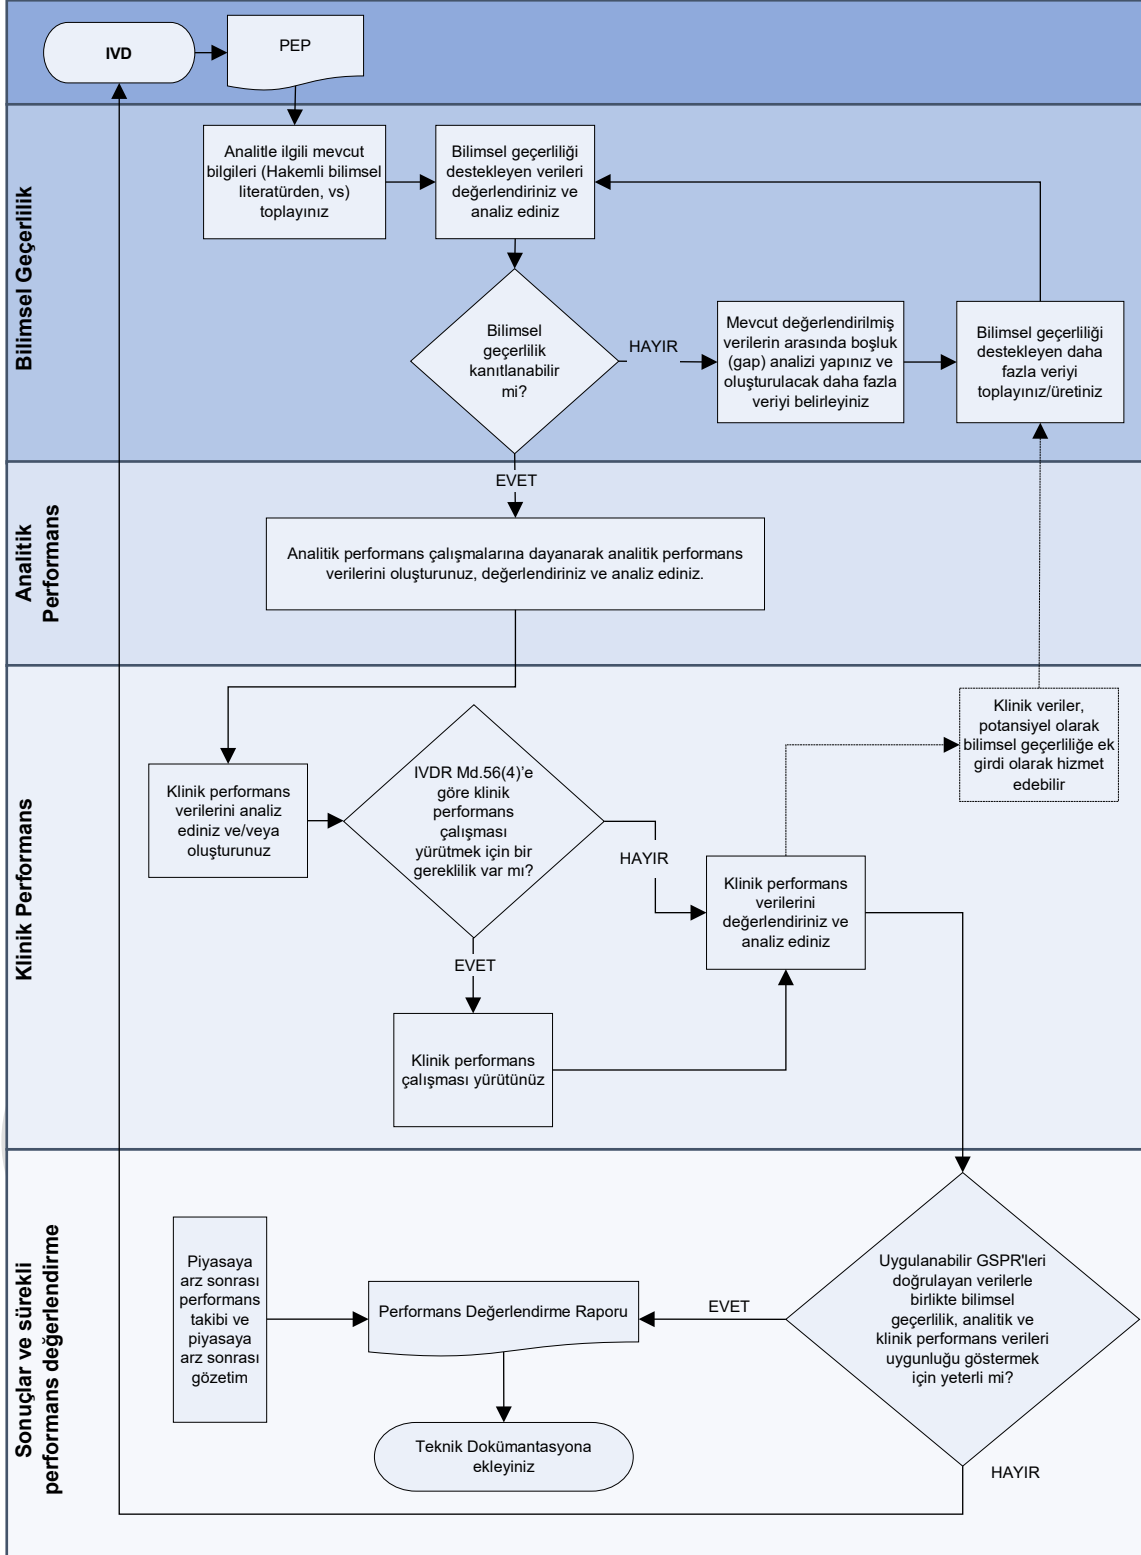 IVD
PEP
Bilimsel Geçerlilik
Analitle ilgili mevcut
bilgileri (Hakemli bilimsel
literatürden, vs)
toplayınız
Bilimsel geçerliliği
destekleyen verileri
değerlendiriniz ve
analiz ediniz
Bilimsel
geçerlilik
kanıtlanabilir
mi?
HAYIR
Mevcut değerlendirilmiş
verilerin arasında boşluk
(gap) analizi yapınız ve
oluşturulacak daha fazla
veriyi belirleyiniz
Bilimsel geçerliliği
destekleyen daha
fazla veriyi
toplayınız/üretiniz
EVET
Analitik
Performans
Analitik performans çalışmalarına dayanarak analitik performans
verilerini oluşturunuz, değerlendiriniz ve analiz ediniz.
Klinik Performans
Klinik performans
verilerini analiz
ediniz ve/veya
oluşturunuz
IVDR Md.56(4)’e
göre klinik
performans
çalışması
yürütmek için bir
gereklilik var mı?
HAYIR
Klinik performans
verilerini
değerlendiriniz ve
analiz ediniz
Klinik veriler,
potansiyel olarak
bilimsel geçerliliğe ek
girdi olarak hizmet
edebilir
EVET
Klinik performans
çalışması yürütünüz
Sonuçlar ve sürekli
performans değerlendirme
Piyasaya
arz sonrası
performans
takibi ve
piyasaya
arz sonrası
gözetim
Performans Değerlendirme Raporu
EVET
Uygulanabilir GSPR'leri
doğrulayan verilerle
birlikte bilimsel
geçerlilik, analitik ve
klinik performans verileri
uygunluğu göstermek
için yeterli mi?
Teknik Dokümantasyona
ekleyiniz
HAYIR